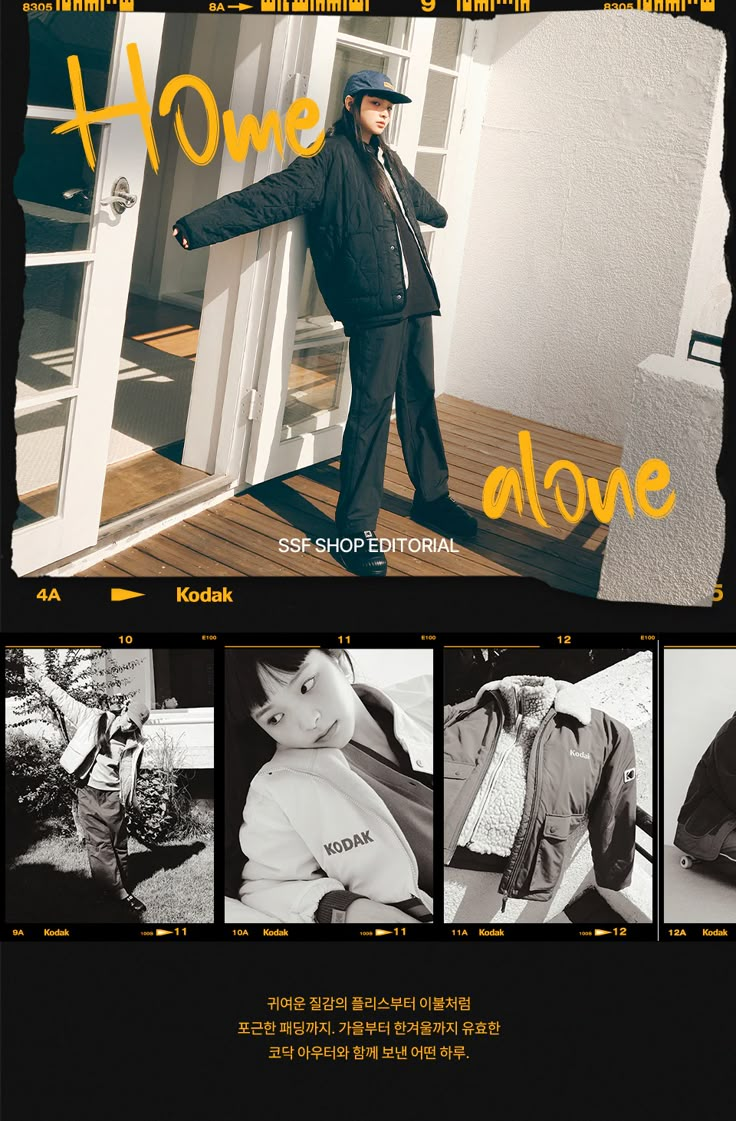 8305
8A
9
8305
Home
alone
SSF SHOP EDITORIAL
4A
Kodak
5
10
E100
11
E100
12
E100
KODAK
Kodak
9A
Kodak
100S
11
10A
Kodak
100S
11
11A
Kodak
100S
12
12A
Kodak
귀여운 질감의 플리스부터 이불처럼
포근한 패딩까지. 가을부터 한겨울까지 유효한
코닥 아우터와 함께 보낸 어떤 하루.